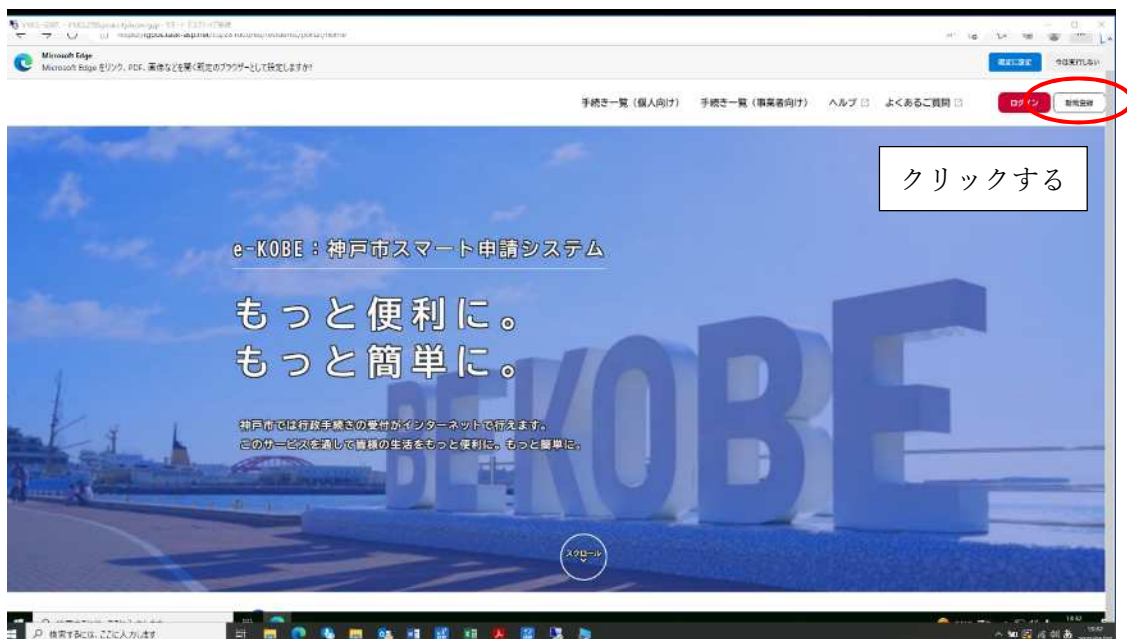 Microsoft Edge
Microsoft Edge をリンク、PDF、画像などを開く既定のブラウザーとして設定しますか?
既定に設定
今は実行しない
手続き一覧（個人向け） 手続き一覧（事業者向け） ヘルプ よくあるご質問 ログイン 新規登録
クリックする
e-KOBE：神戸市スマート申請システム
もっと便利に。
もっと簡単に。
神戸市では行政手続きの受付がインターネットで行えます。
このサービスを通して皆様の生活をもっと便利に。もっと簡単に。
BE KOBE
スクロール
検索するには、ここに入力します